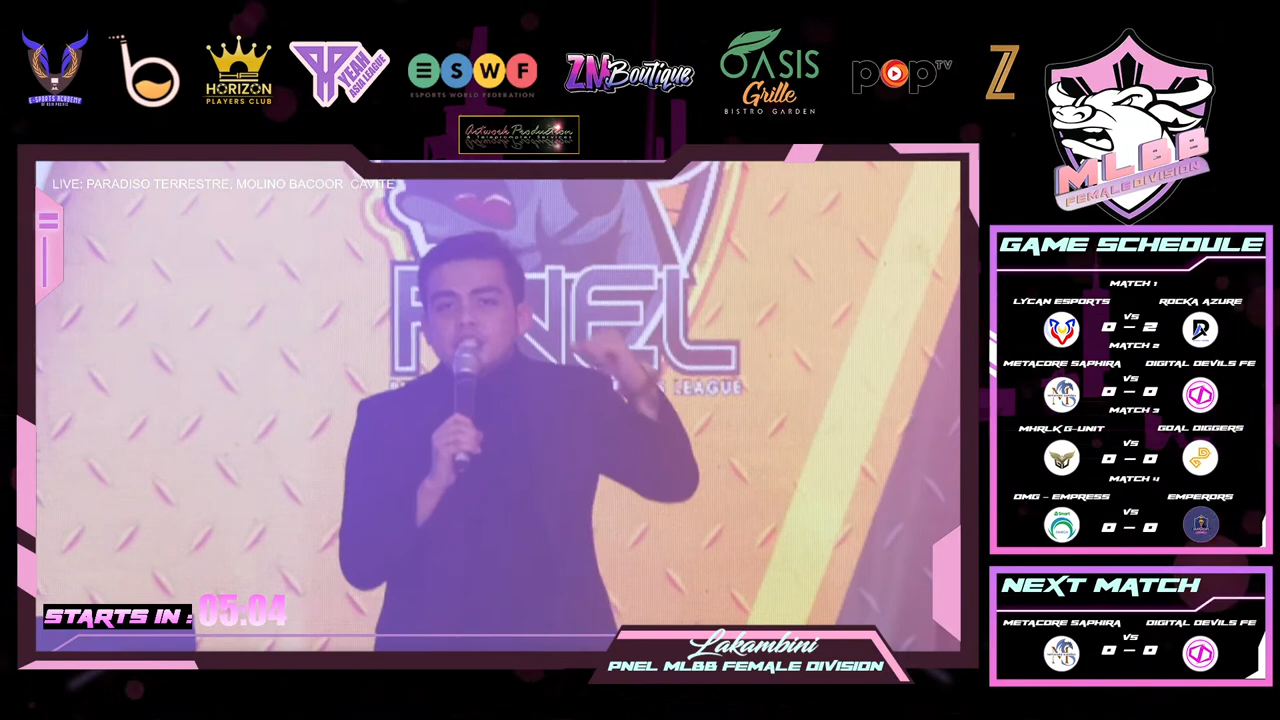 E-SPORTS ACADEMY
HORIZON
PLAYERS CLUB
YEAH
ASIA LEAGUE
ESWF
ESPORTS WORLD FEDERATION
ZM Boutique
OASIS
Grille
BISTRO GARDEN
POP TV
Artwork Production
& Teleprompter Services
MLBB
FEMALE DIVISION
LIVE: PARADISO TERRESTRE, MOLINO BACOOR CAVITE
PNEL
LEAGUE
STARTS IN : 05:04
Lakambini
PNEL MLBB FEMALE DIVISION
GAME SCHEDULE
MATCH 1
LYCAN ESPORTS VS ROCKA AZURE
0 - 2
MATCH 2
METACORE SAPHIRA VS DIGITAL DEVILS FE
0 - 0
MATCH 3
MHRLK G-UNIT VS GOAL DIGGERS
0 - 0
MATCH 4
OMG - EMPRESS VS EMPERORS
0 - 0
NEXT MATCH
METACORE SAPHIRA VS DIGITAL DEVILS FE
0 - 0